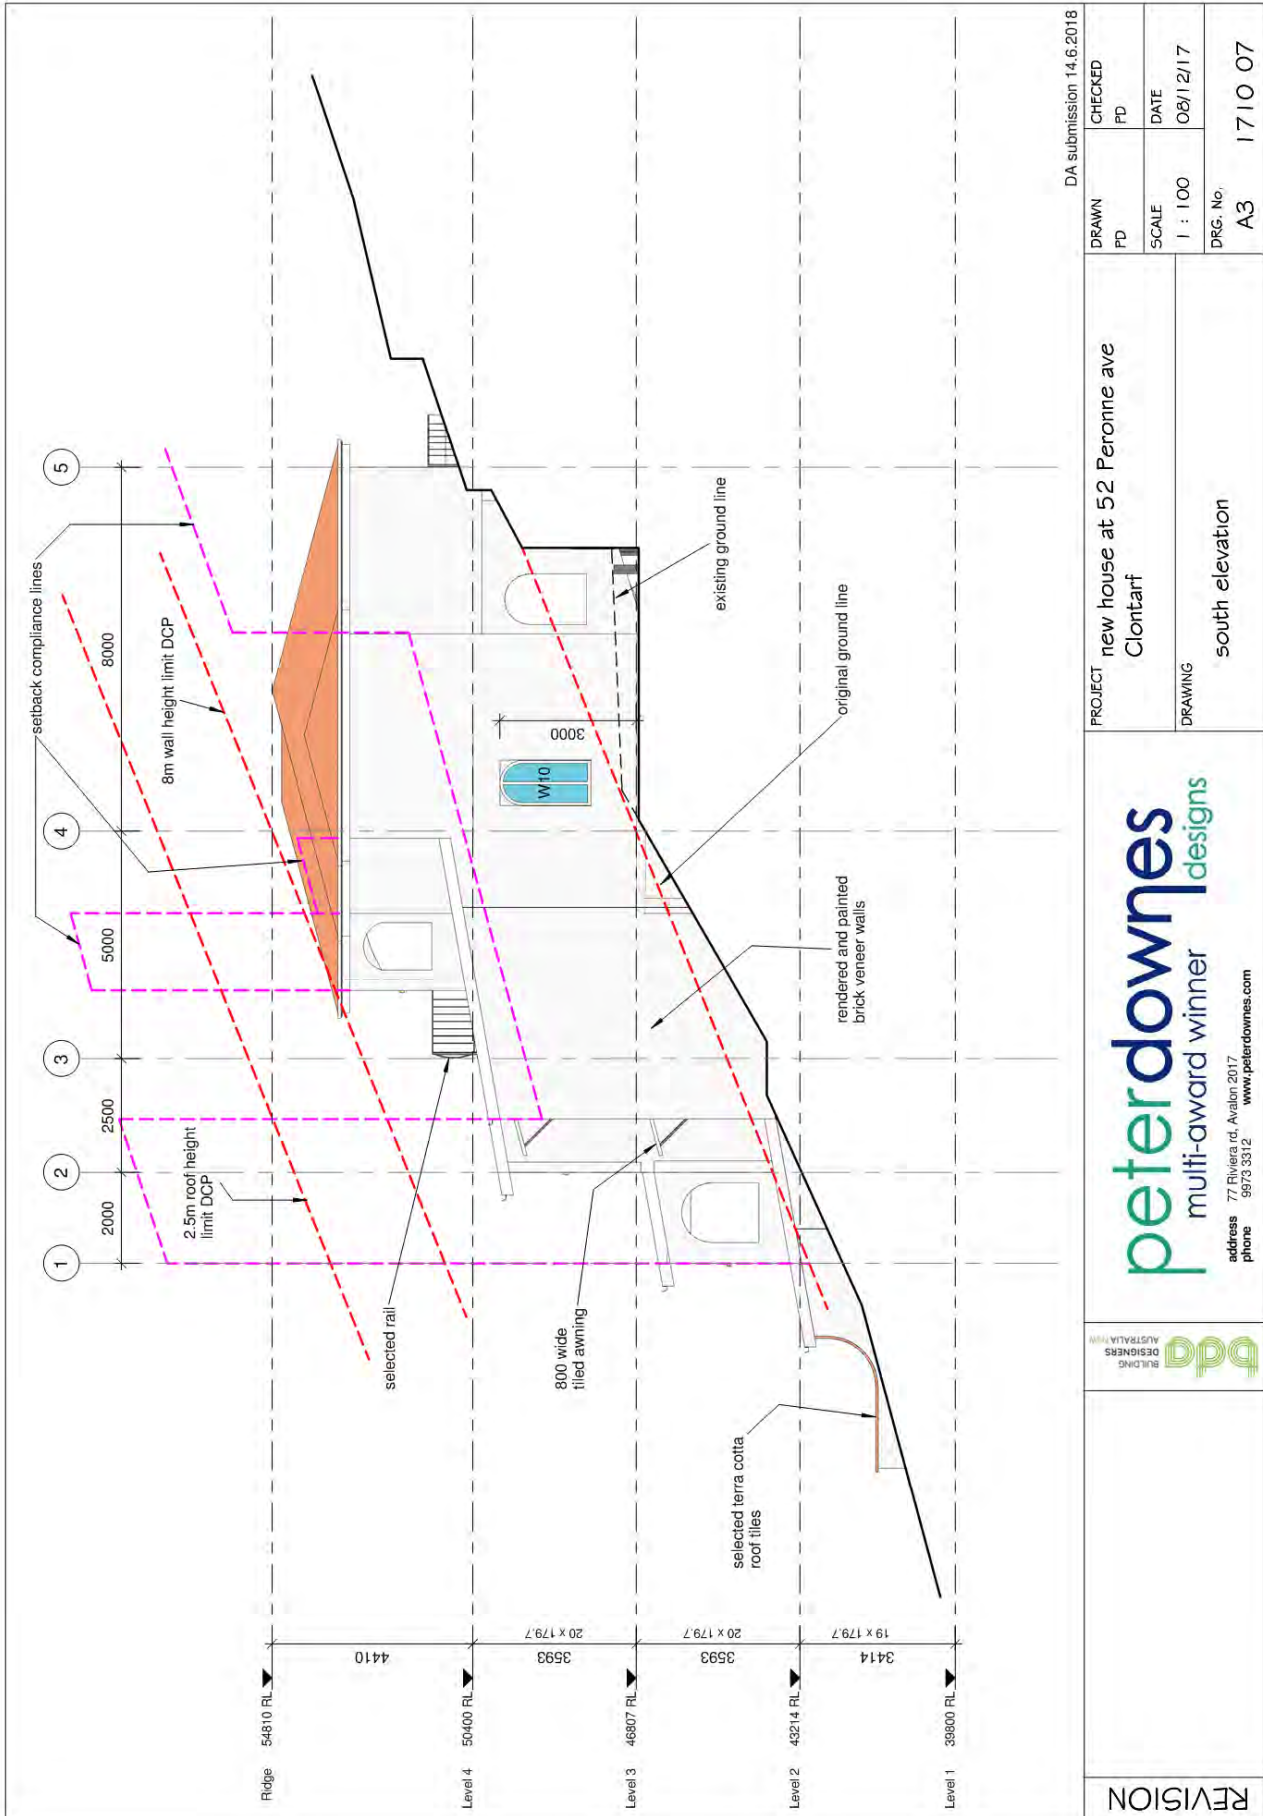 1
2
3
4
5
2000
2500
5000
8000
setback compliance lines
8m wall height limit DCP
2.5m roof height
limit DCP
selected rail
800 wide
tiled awning
selected terra cotta
roof tiles
rendered and painted
brick veneer walls
original ground line
existing ground line
W10
3000
Ridge 54810 RL
4410
Level 4 50400 RL
3593
20 x 179.7
Level 3 46807 RL
3593
20 x 179.7
Level 2 43214 RL
3414
19 x 179.7
Level 1 39800 RL
DA submission 14.6.2018
REVISION
BUILDING
DESIGNERS
AUSTRALIA NSW
bda
peterdownes
multi-award winner designs
address 77 Riviera rd, Avalon 2017
phone 9973 3312 www.peterdownes.com
PROJECT new house at 52 Peronne ave
Clontarf
DRAWING
south elevation
DRAWN
PD
CHECKED
PD
SCALE
1 : 100
DATE
08/12/17
DRG. No.
A3 1710 07